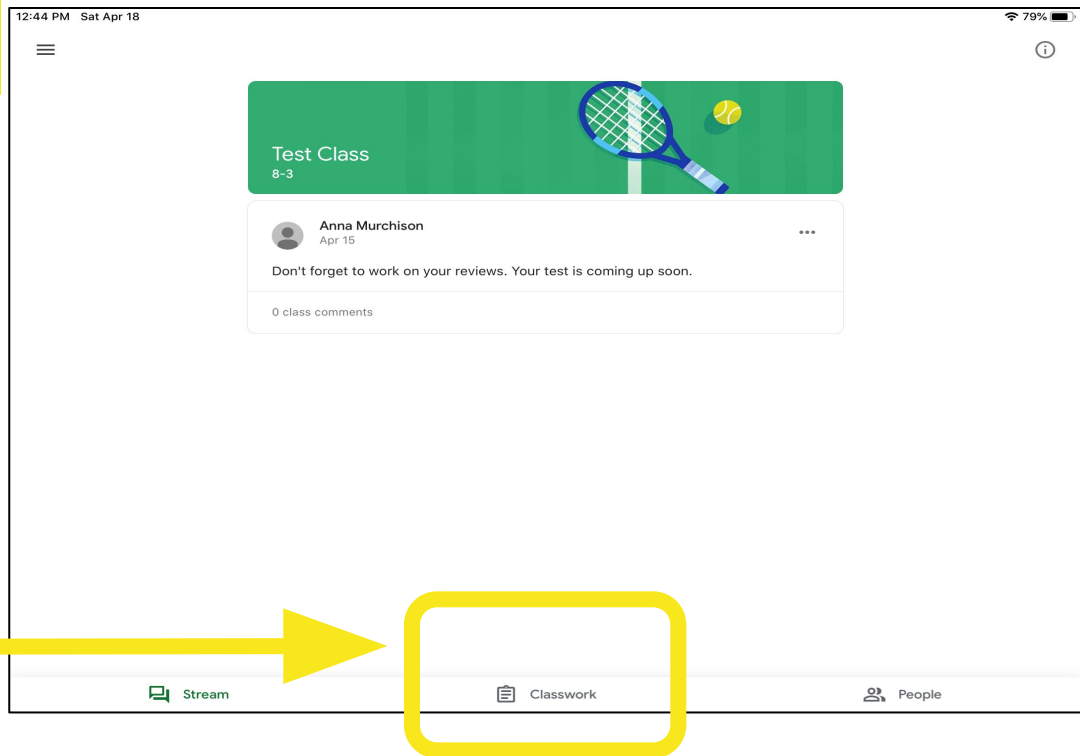 12:44 PM Sat Apr 18 79%
Test Class
8-3
Anna Murchison
Apr 15
Don't forget to work on your reviews. Your test is coming up soon.
0 class comments
Stream Classwork People